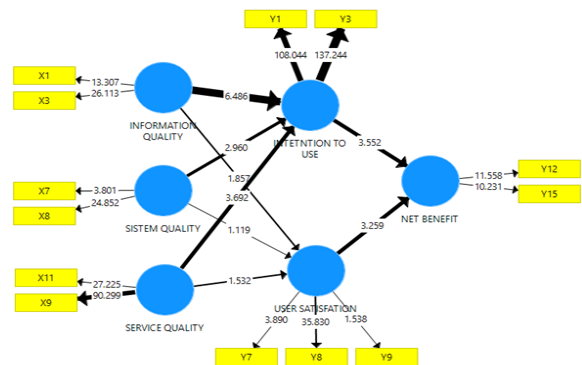 Y1
Y3
108.044
137.244
X1
X3
13.307
26.113
6.486
INFORMATION
QUALITY
INTETNTION TO
USE
2.960
1.857
3.692
3.552
X7
X8
3.801
24.852
SISTEM QUALITY
1.119
Y12
Y15
11.558
10.231
NET BENEFIT
3.259
X11
X9
27.225
90.299
SERVICE QUALITY
1.532
USER SATISFATION
3.890
35.830
1.538
Y7
Y8
Y9